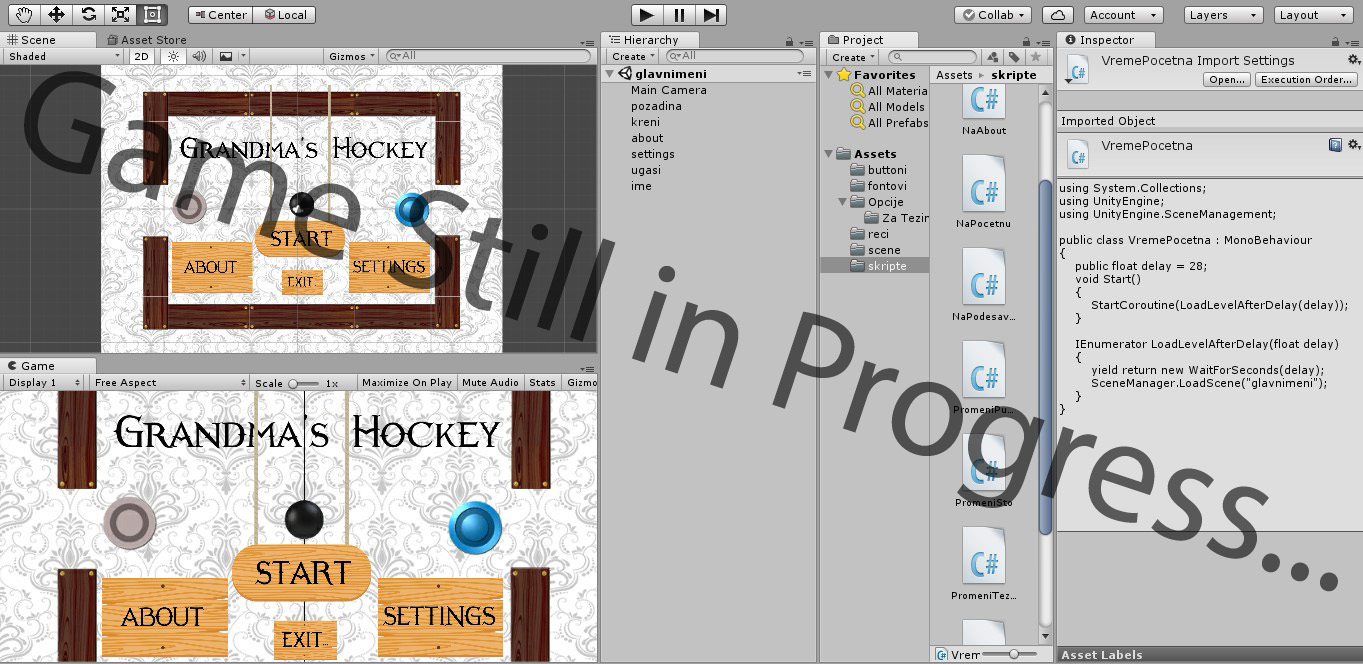 Center
Local
Collab
Account
Layers
Layout
Scene
Asset Store
Shaded
2D
Gizmos
All
GRANDMA'S HOCKEY
START
ABOUT
SETTINGS
EXIT
Game
Display 1
Free Aspect
Scale
1x
Maximize On Play
Mute Audio
Stats
Gizmo
GRANDMA'S HOCKEY
START
ABOUT
SETTINGS
EXIT...
Hierarchy
Create
All
glavnimeni
Main Camera
pozadina
kreni
about
settings
ugasi
ime
Project
Create
Favorites
All Materia
All Models
All Prefabs
Assets
buttoni
fontovi
Opcije
Za Tezin
reci
scene
skripte
Assets
skripte
C#
NaAbout
C#
NaPocetnu
C#
NaPodesav...
C#
PromeniPu...
C#
PromeniSto
C#
PromeniTez...
Vrem
Inspector
C#
VremePocetna Import Settings
Open...
Execution Order...
Imported Object
C#
VremePocetna
using System.Collections;
using UnityEngine;
using UnityEngine.SceneManagement;
public class VremePocetna : MonoBehaviour
{
public float delay = 28;
void Start()
{
StartCoroutine(LoadLevelAfterDelay(delay));
}
IEnumerator LoadLevelAfterDelay(float delay)
{
yield return new WaitForSeconds(delay);
SceneManager.LoadScene("glavnimeni");
}
}
Asset Labels
Game Still in Progress...